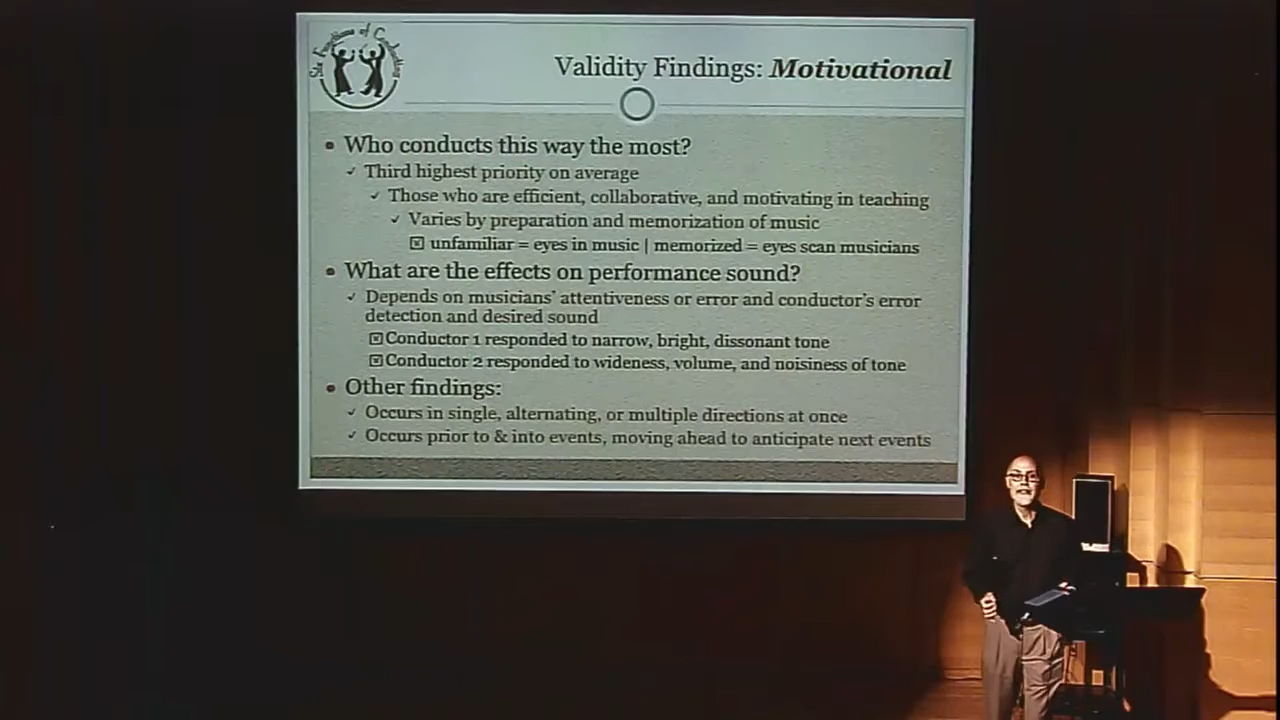 Six Functions of Conducting
Validity Findings: Motivational
Who conducts this way the most?
Third highest priority on average
Those who are efficient, collaborative, and motivating in teaching
Varies by preparation and memorization of music
unfamiliar = eyes in music | memorized = eyes scan musicians
What are the effects on performance sound?
Depends on musicians' attentiveness or error and conductor's error
detection and desired sound
Conductor 1 responded to narrow, bright, dissonant tone
Conductor 2 responded to wideness, volume, and noisiness of tone
Other findings:
Occurs in single, alternating, or multiple directions at once
Occurs prior to & into events, moving ahead to anticipate next events